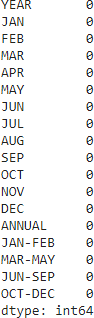 YEAR 0
JAN 0
FEB 0
MAR 0
APR 0
MAY 0
JUN 0
JUL 0
AUG 0
SEP 0
OCT 0
NOV 0
DEC 0
ANNUAL 0
JAN-FEB 0
MAR-MAY 0
JUN-SEP 0
OCT-DEC 0
dtype: int64